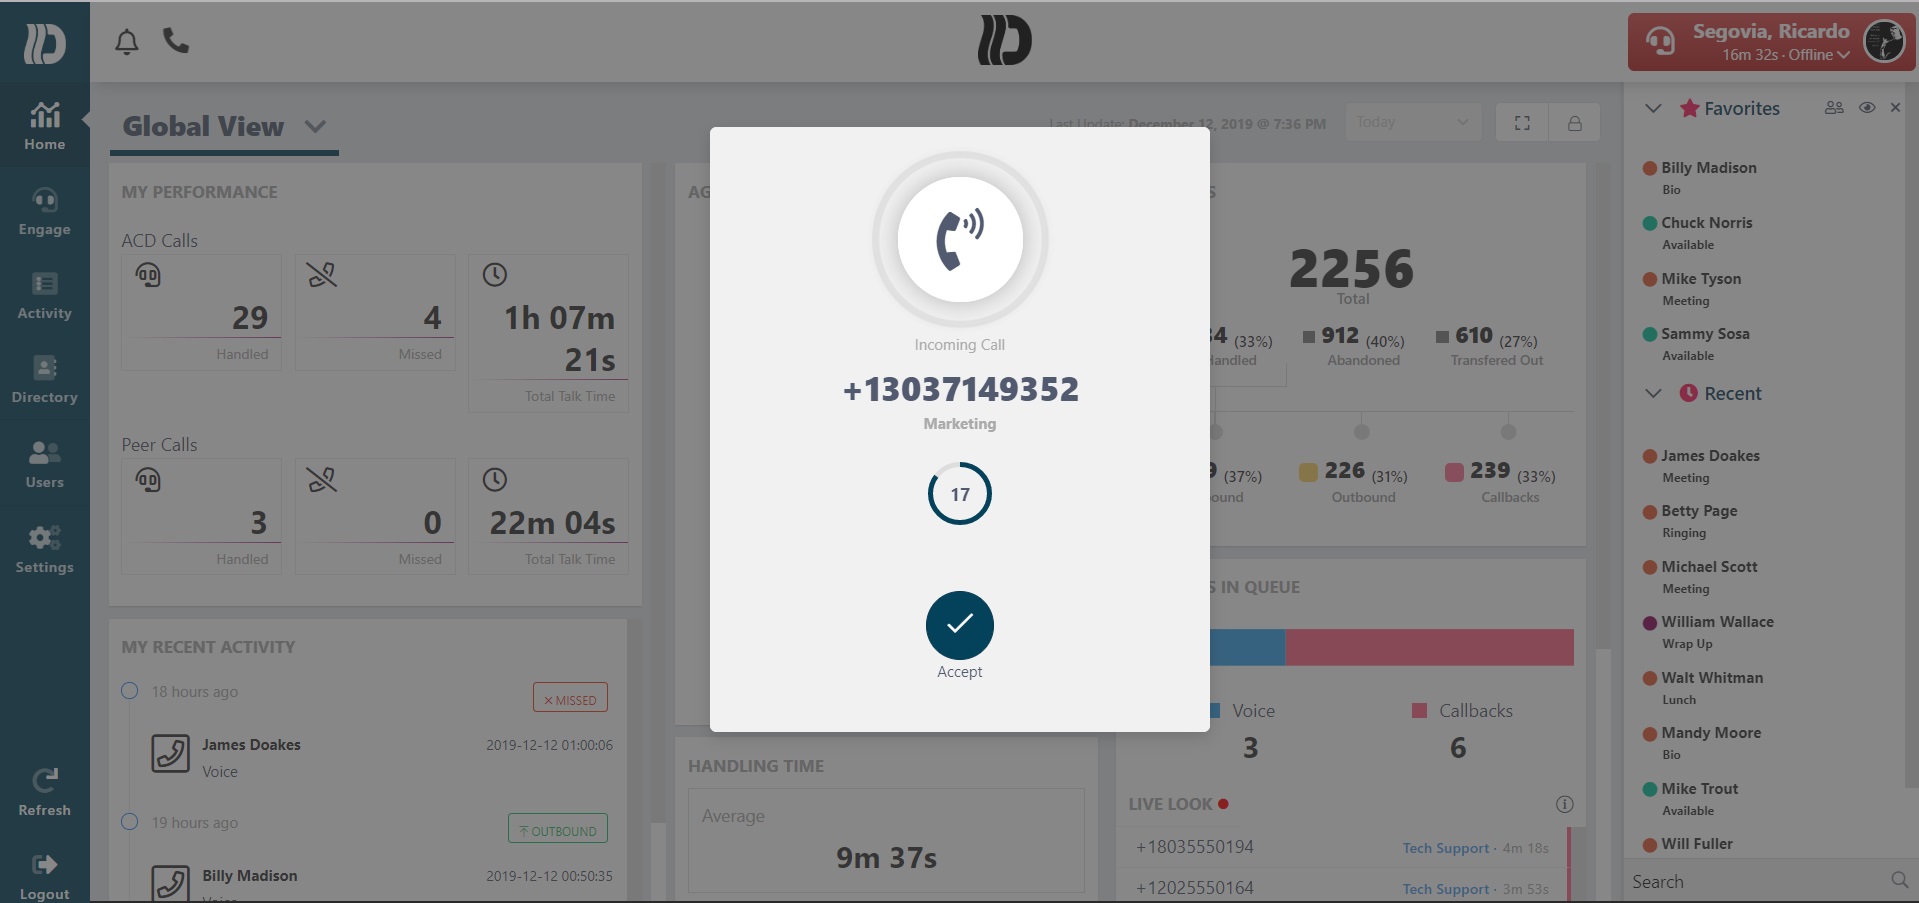 Segovia, Ricardo
16m 32s · Offline
Home
Engage
Activity
Directory
Users
Settings
Refresh
Logout
Global View
Last Update: December 12, 2019 @ 7:36 PM
Today
MY PERFORMANCE
ACD Calls
29
Handled
4
Missed
1h 07m
21s
Total Talk Time
Peer Calls
3
Handled
0
Missed
22m 04s
Total Talk Time
MY RECENT ACTIVITY
18 hours ago
MISSED
James Doakes
2019-12-12 01:00:06
Voice
19 hours ago
OUTBOUND
Billy Madison
2019-12-12 00:50:35
Voice
AG
Incoming Call
+13037149352
Marketing
17
Accept
HANDLING TIME
Average
9m 37s
S
2256
Total
4 (33%)
Handled
912 (40%)
Abandoned
610 (27%)
Transfered Out
9 (37%)
ound
226 (31%)
Outbound
239 (33%)
Callbacks
S IN QUEUE
Voice
3
Callbacks
6
LIVE LOOK
+18035550194
Tech Support · 4m 18s
+12025550164
Tech Support · 3m 53s
Favorites
Billy Madison
Bio
Chuck Norris
Available
Mike Tyson
Meeting
Sammy Sosa
Available
Recent
James Doakes
Meeting
Betty Page
Ringing
Michael Scott
Meeting
William Wallace
Wrap Up
Walt Whitman
Lunch
Mandy Moore
Bio
Mike Trout
Available
Will Fuller
Search